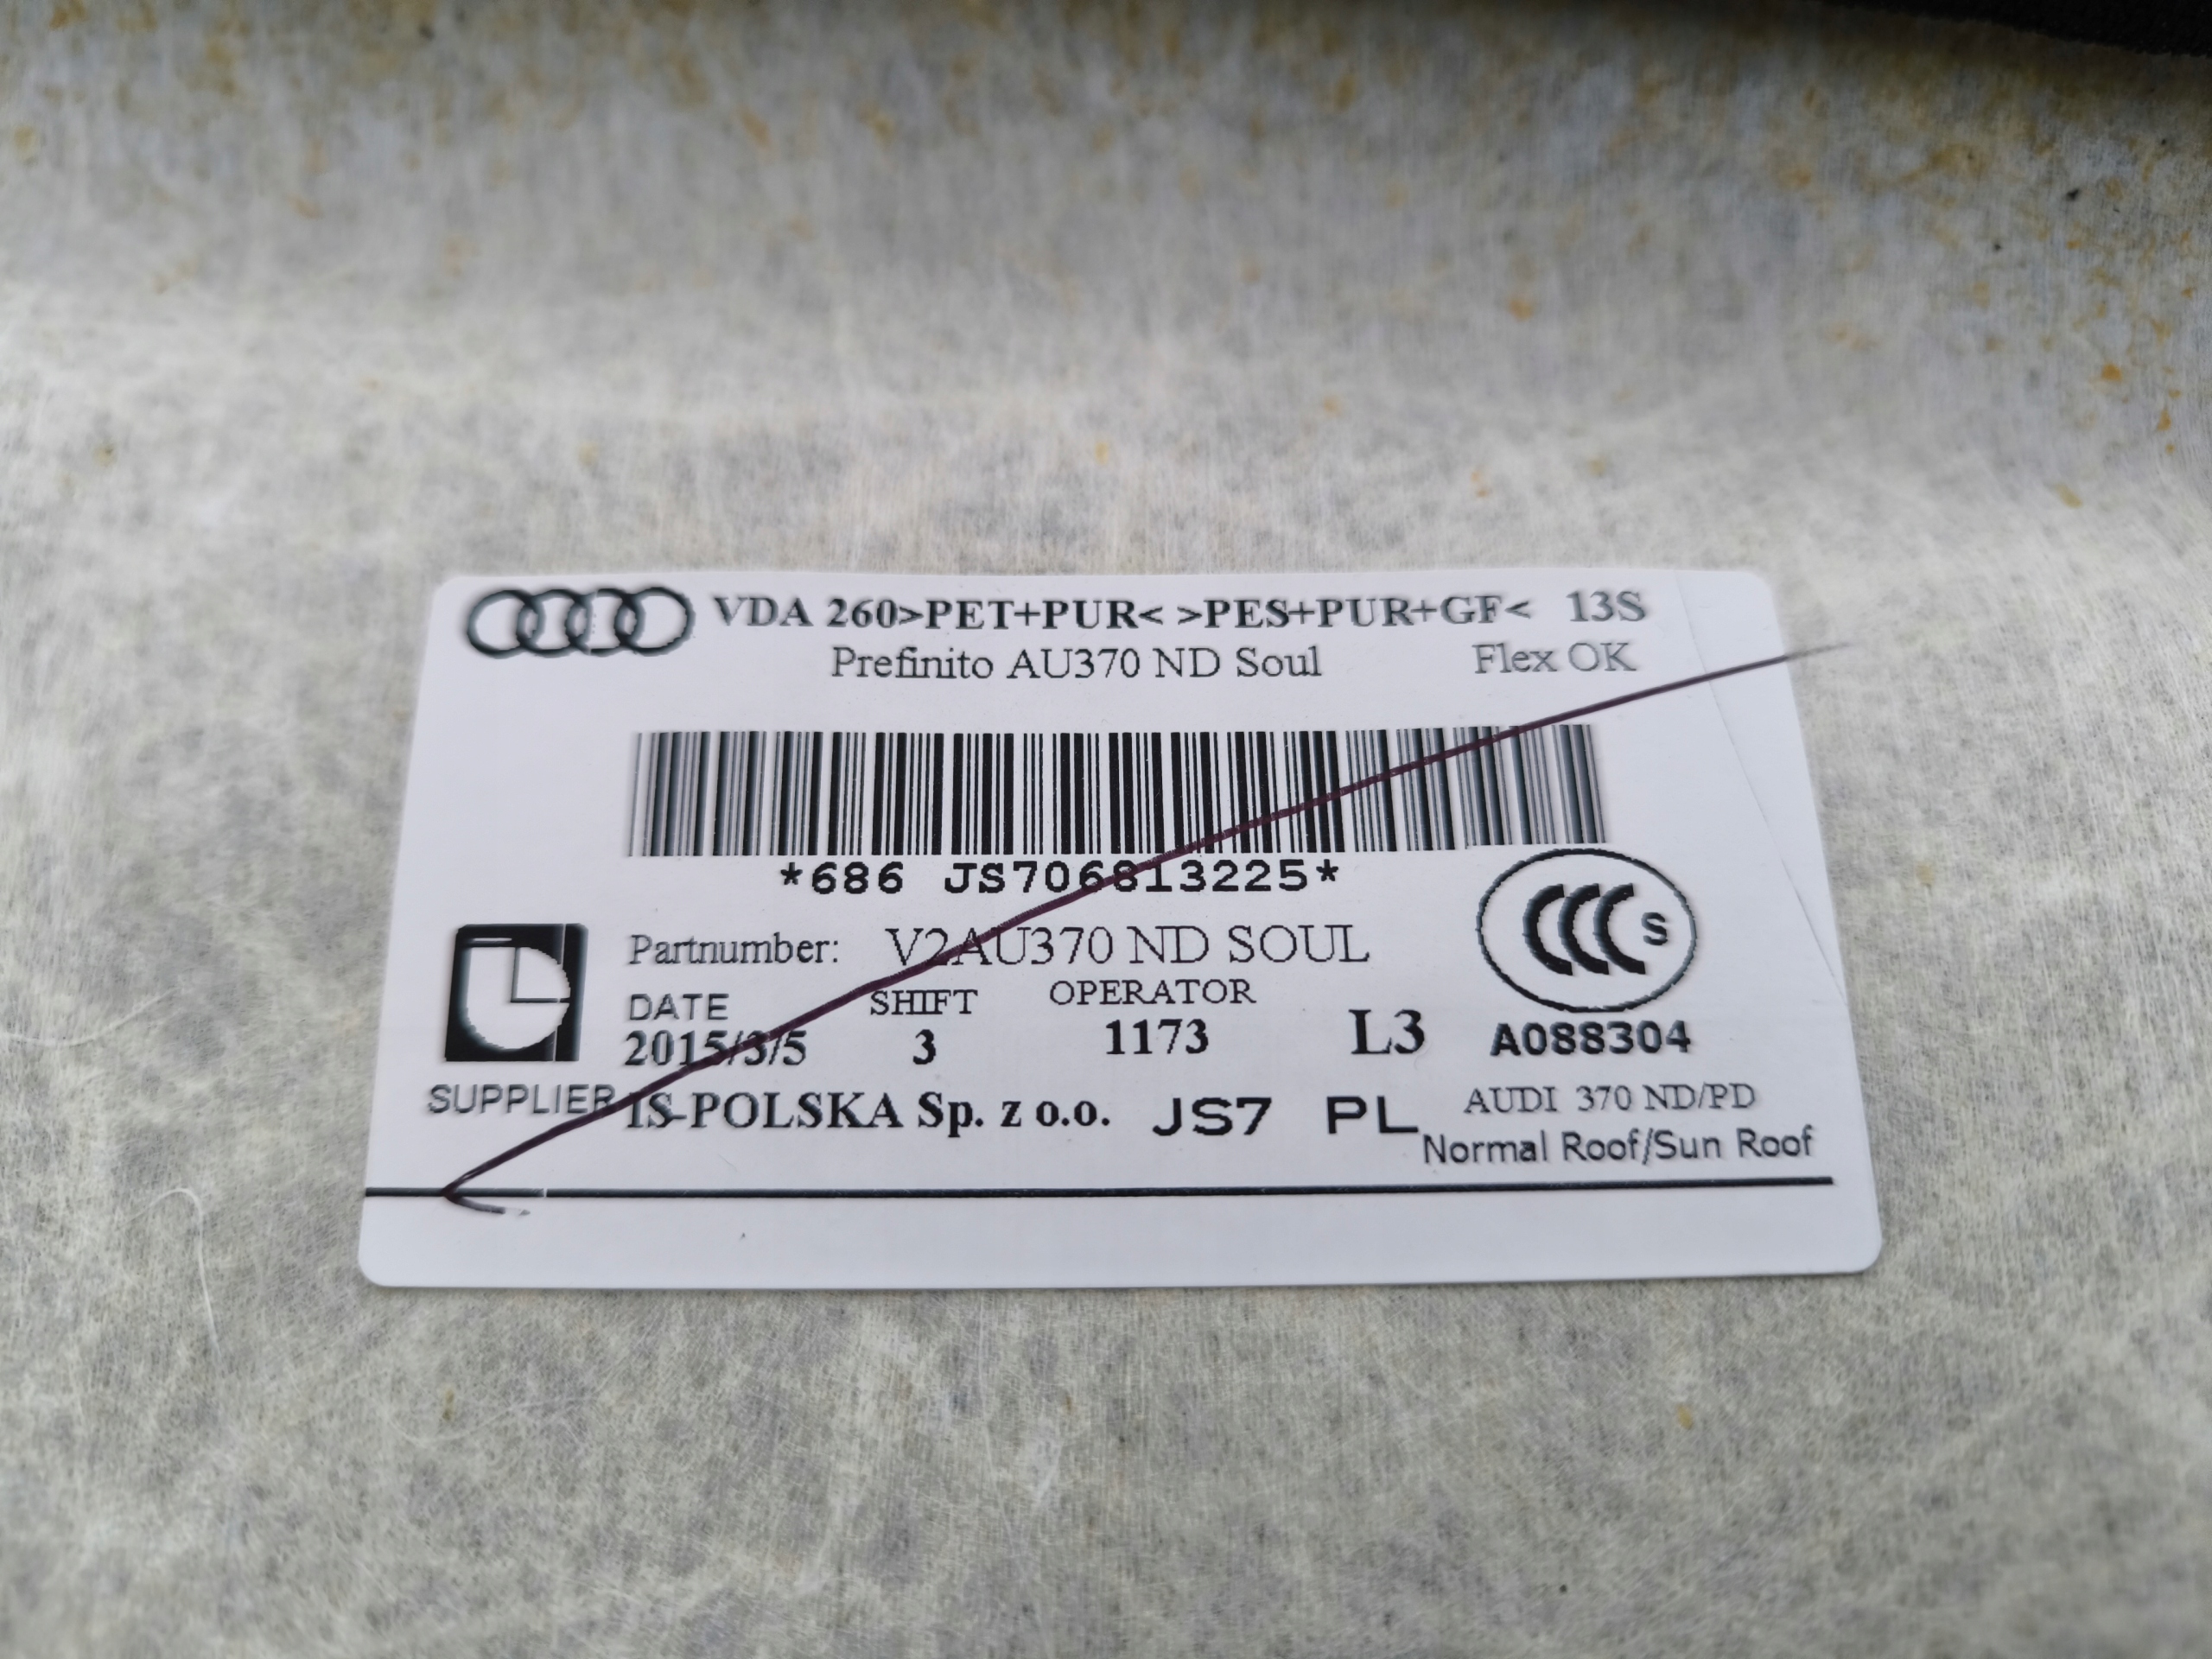 VDA 260>PET+PUR< >PES+PUR+GF< 13S
Prefinito AU370 ND Soul Flex OK
*686 JS706813225*
Partnumber: V2AU370 ND SOUL
CCC S
DATE SHIFT OPERATOR
2015/3/5 3 1173 L3 A088304
SUPPLIER IS-POLSKA Sp. z o.o. JS7 PL AUDI 370 ND/PD
Normal Roof/Sun Roof